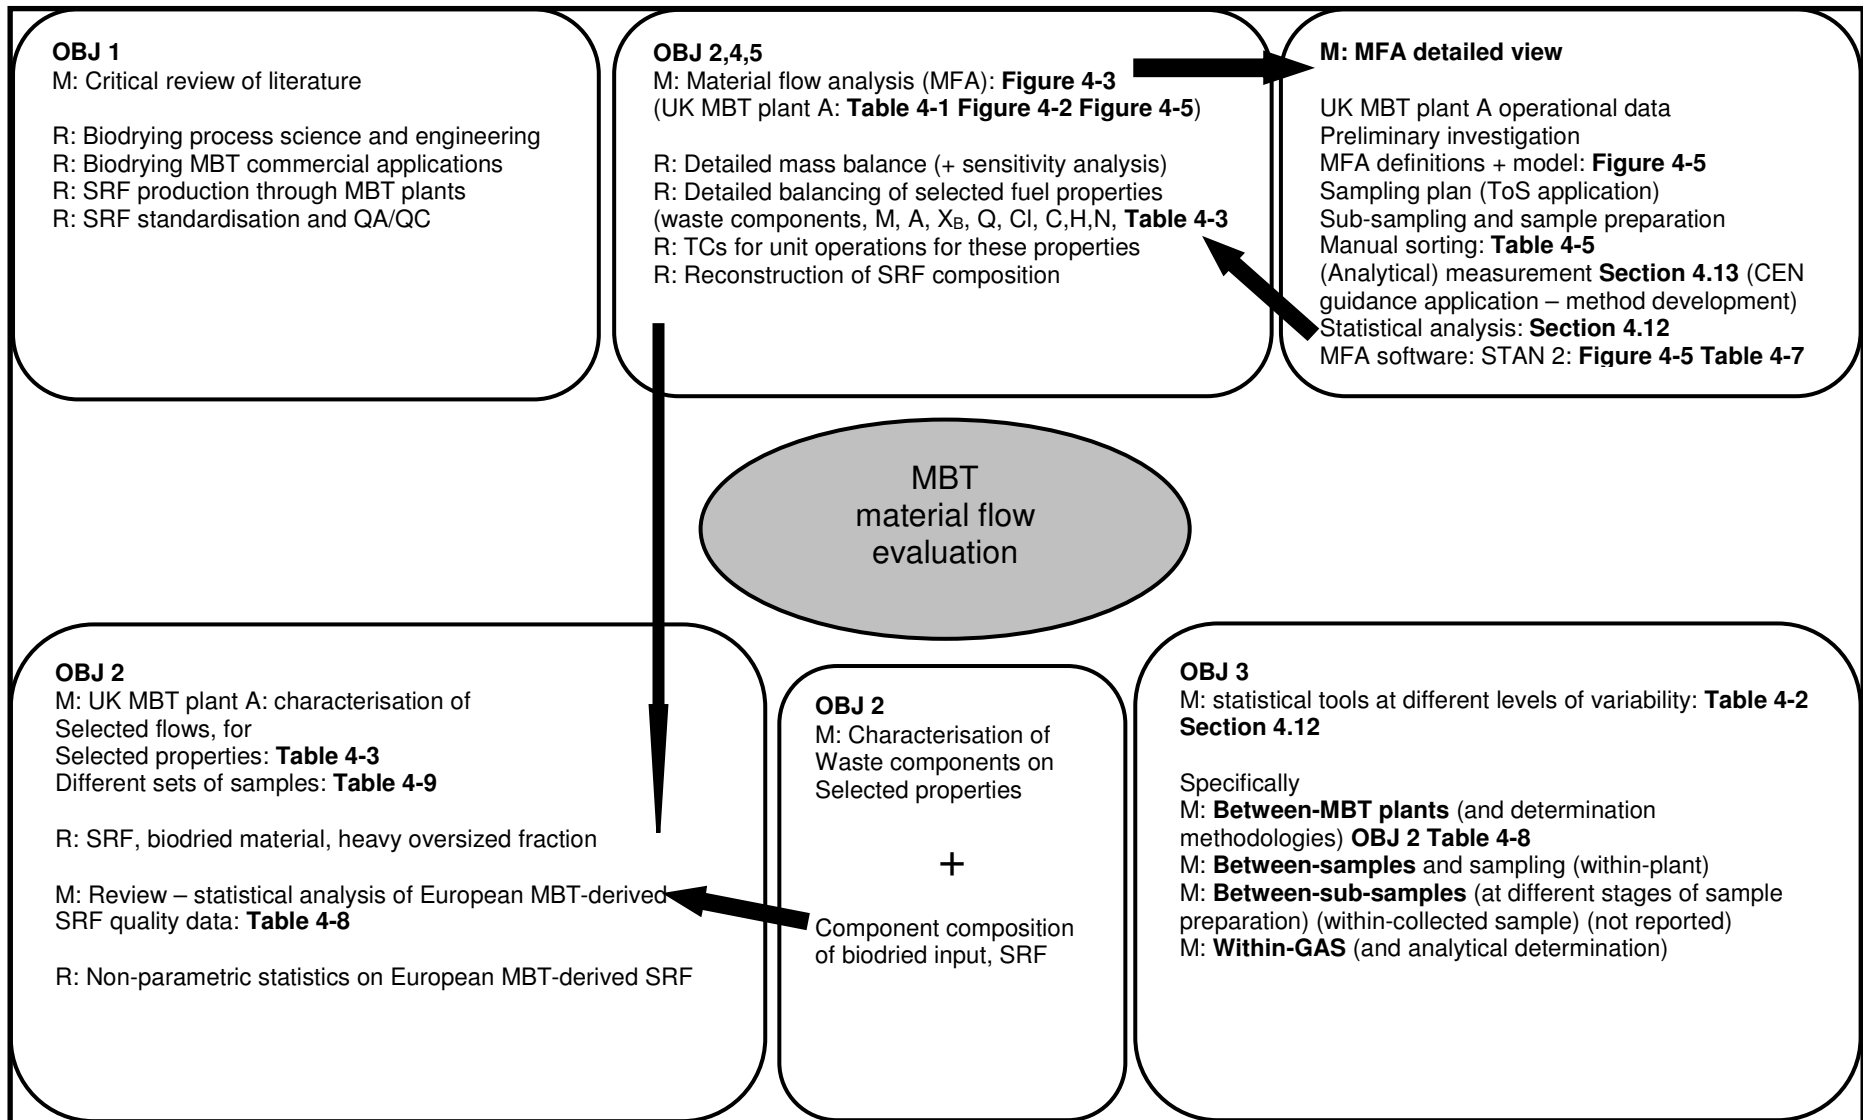 OBJ 1
M: Critical review of literature
R: Biodrying process science and engineering
R: Biodrying MBT commercial applications
R: SRF production through MBT plants
R: SRF standardisation and QA/QC
OBJ 2,4,5
M: Material flow analysis (MFA): Figure 4-3
(UK MBT plant A: Table 4-1 Figure 4-2 Figure 4-5)
R: Detailed mass balance (+ sensitivity analysis)
R: Detailed balancing of selected fuel properties
(waste components, M, A, XB, Q, Cl, C,H,N, Table 4-3
R: TCs for unit operations for these properties
R: Reconstruction of SRF composition
M: MFA detailed view
UK MBT plant A operational data
Preliminary investigation
MFA definitions + model: Figure 4-5
Sampling plan (ToS application)
Sub-sampling and sample preparation
Manual sorting: Table 4-5
(Analytical) measurement Section 4.13 (CEN
guidance application – method development)
Statistical analysis: Section 4.12
MFA software: STAN 2: Figure 4-5 Table 4-7
MBT
material flow
evaluation
OBJ 2
M: UK MBT plant A: characterisation of
Selected flows, for
Selected properties: Table 4-3
Different sets of samples: Table 4-9
R: SRF, biodried material, heavy oversized fraction
M: Review – statistical analysis of European MBT-derived
SRF quality data: Table 4-8
R: Non-parametric statistics on European MBT-derived SRF
OBJ 2
M: Characterisation of
Waste components on
Selected properties
+
Component composition
of biodried input, SRF
OBJ 3
M: statistical tools at different levels of variability: Table 4-2
Section 4.12
Specifically
M: Between-MBT plants (and determination
methodologies) OBJ 2 Table 4-8
M: Between-samples and sampling (within-plant)
M: Between-sub-samples (at different stages of sample
preparation) (within-collected sample) (not reported)
M: Within-GAS (and analytical determination)